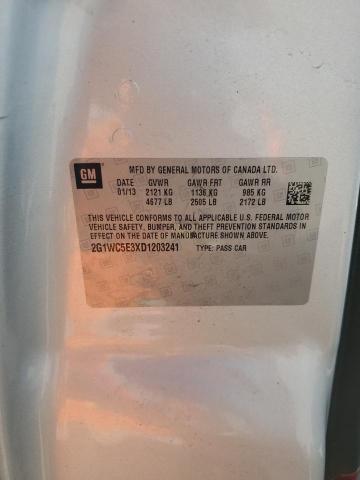 GM
MFD BY GENERAL MOTORS OF CANADA LTD.
DATE GVWR GAWR FRT GAWR RR
01/13 2121 KG 1136 KG 985 KG
4677 LB 2505 LB 2172 LB
THIS VEHICLE CONFORMS TO ALL APPLICABLE U.S. FEDERAL MOTOR
VEHICLE SAFETY, BUMPER, AND THEFT PREVENTION STANDARDS
IN EFFECT ON THE DATE OF MANUFACTURE SHOWN ABOVE.
2G1WC5E3XD1203241 TYPE: PASS CAR